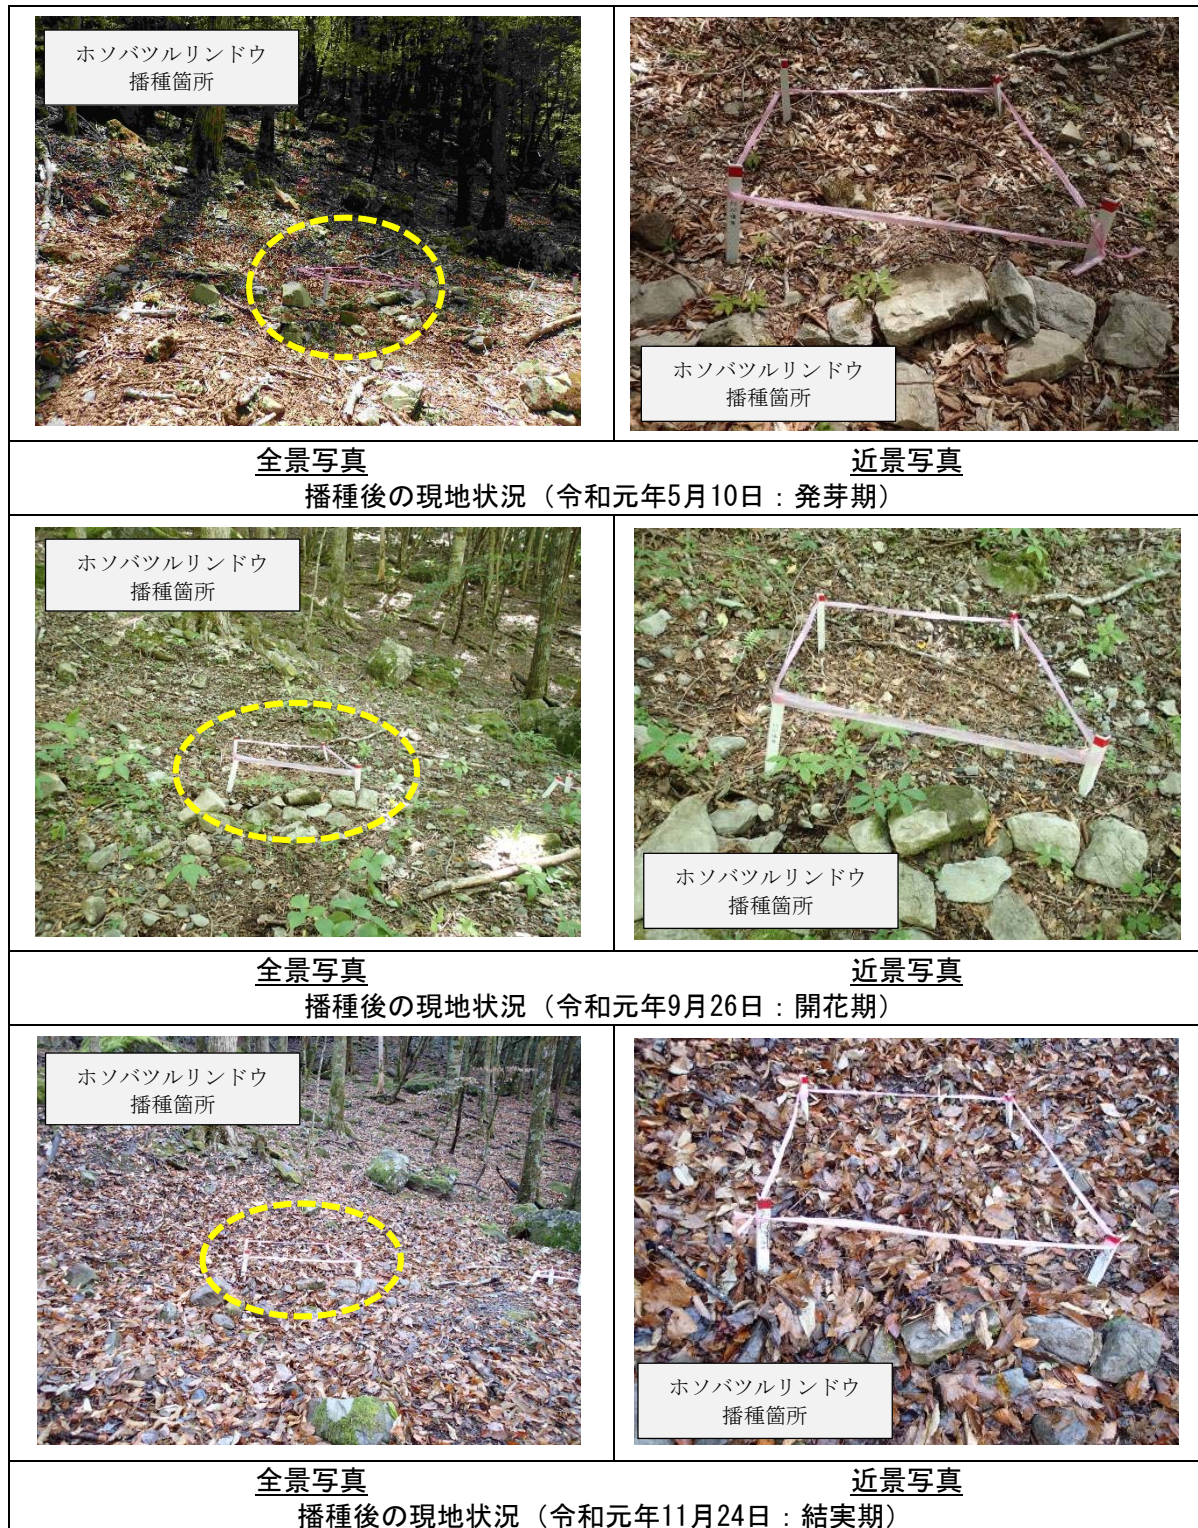 ホソバツルリンドウ
播種箇所
ホソバツルリンドウ
播種箇所
全景写真
近景写真
播種後の現地状況（令和元年5月10日：発芽期）
ホソバツルリンドウ
播種箇所
ホソバツルリンドウ
播種箇所
全景写真
近景写真
播種後の現地状況（令和元年9月26日：開花期）
ホソバツルリンドウ
播種箇所
ホソバツルリンドウ
播種箇所
全景写真
近景写真
播種後の現地状況（令和元年11月24日：結実期）